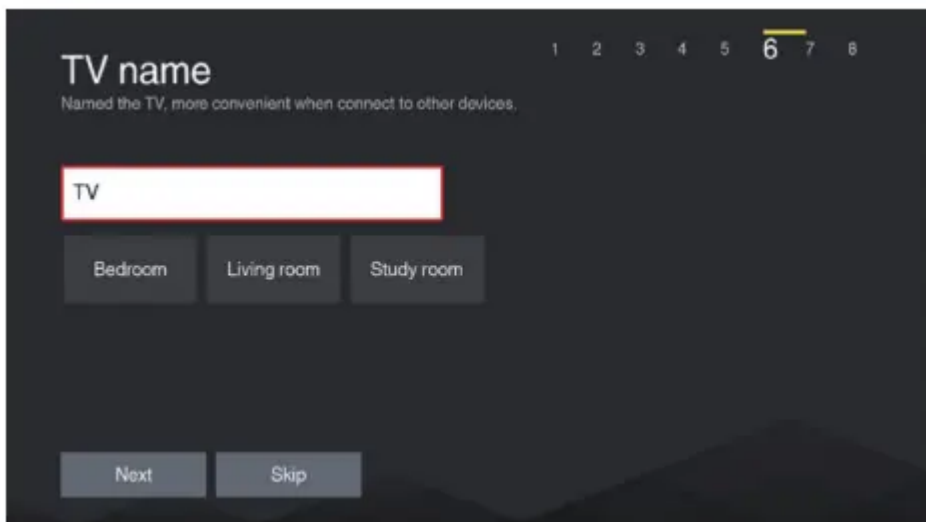 1 2 3 4 5 6 7 8
TV name
Named the TV, more convenient when connect to other devices.
TV
Bedroom Living room Study room
Next Skip